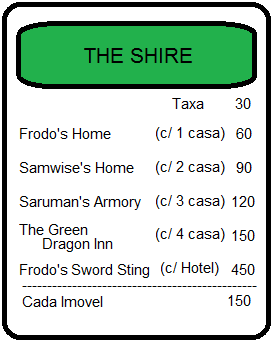 THE SHIRE
Taxa 30
Frodo's Home (c/ 1 casa) 60
Samwise's Home (c/ 2 casa) 90
Saruman's Armory (c/ 3 casa) 120
The Green
Dragon Inn (c/ 4 casa) 150
Frodo's Sword Sting (c/ Hotel) 450
Cada Imovel 150